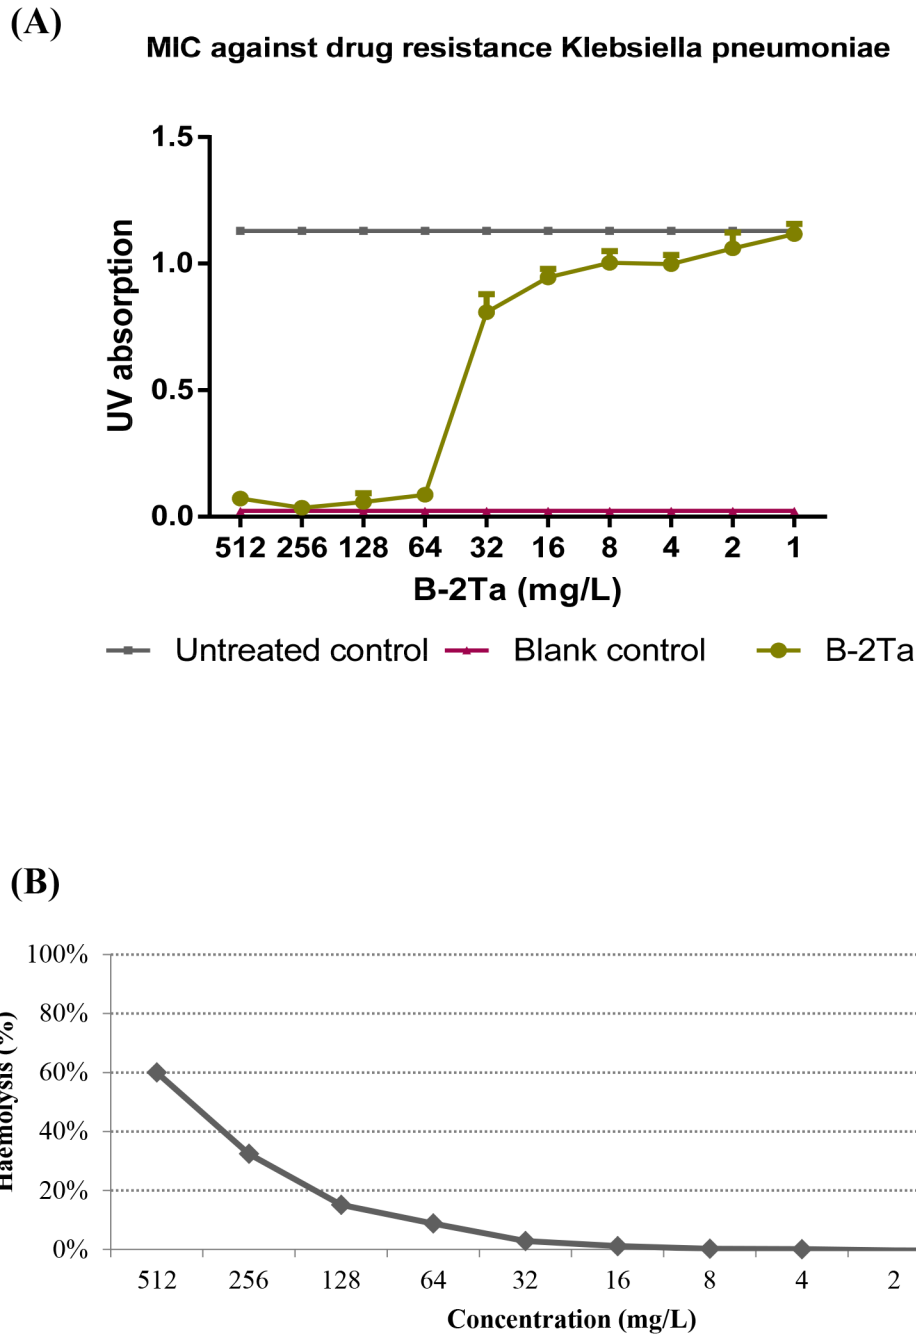 (A)
MIC against drug resistance Klebsiella pneumoniae
1.5
1.0
0.5
0.0
UV absorption
512 256 128 64 32 16 8 4 2 1
B-2Ta (mg/L)
Untreated control Blank control B-2Ta
(B)
100%
80%
60%
40%
20%
0%
Haemolysis (%)
512 256 128 64 32 16 8 4 2
Concentration (mg/L)